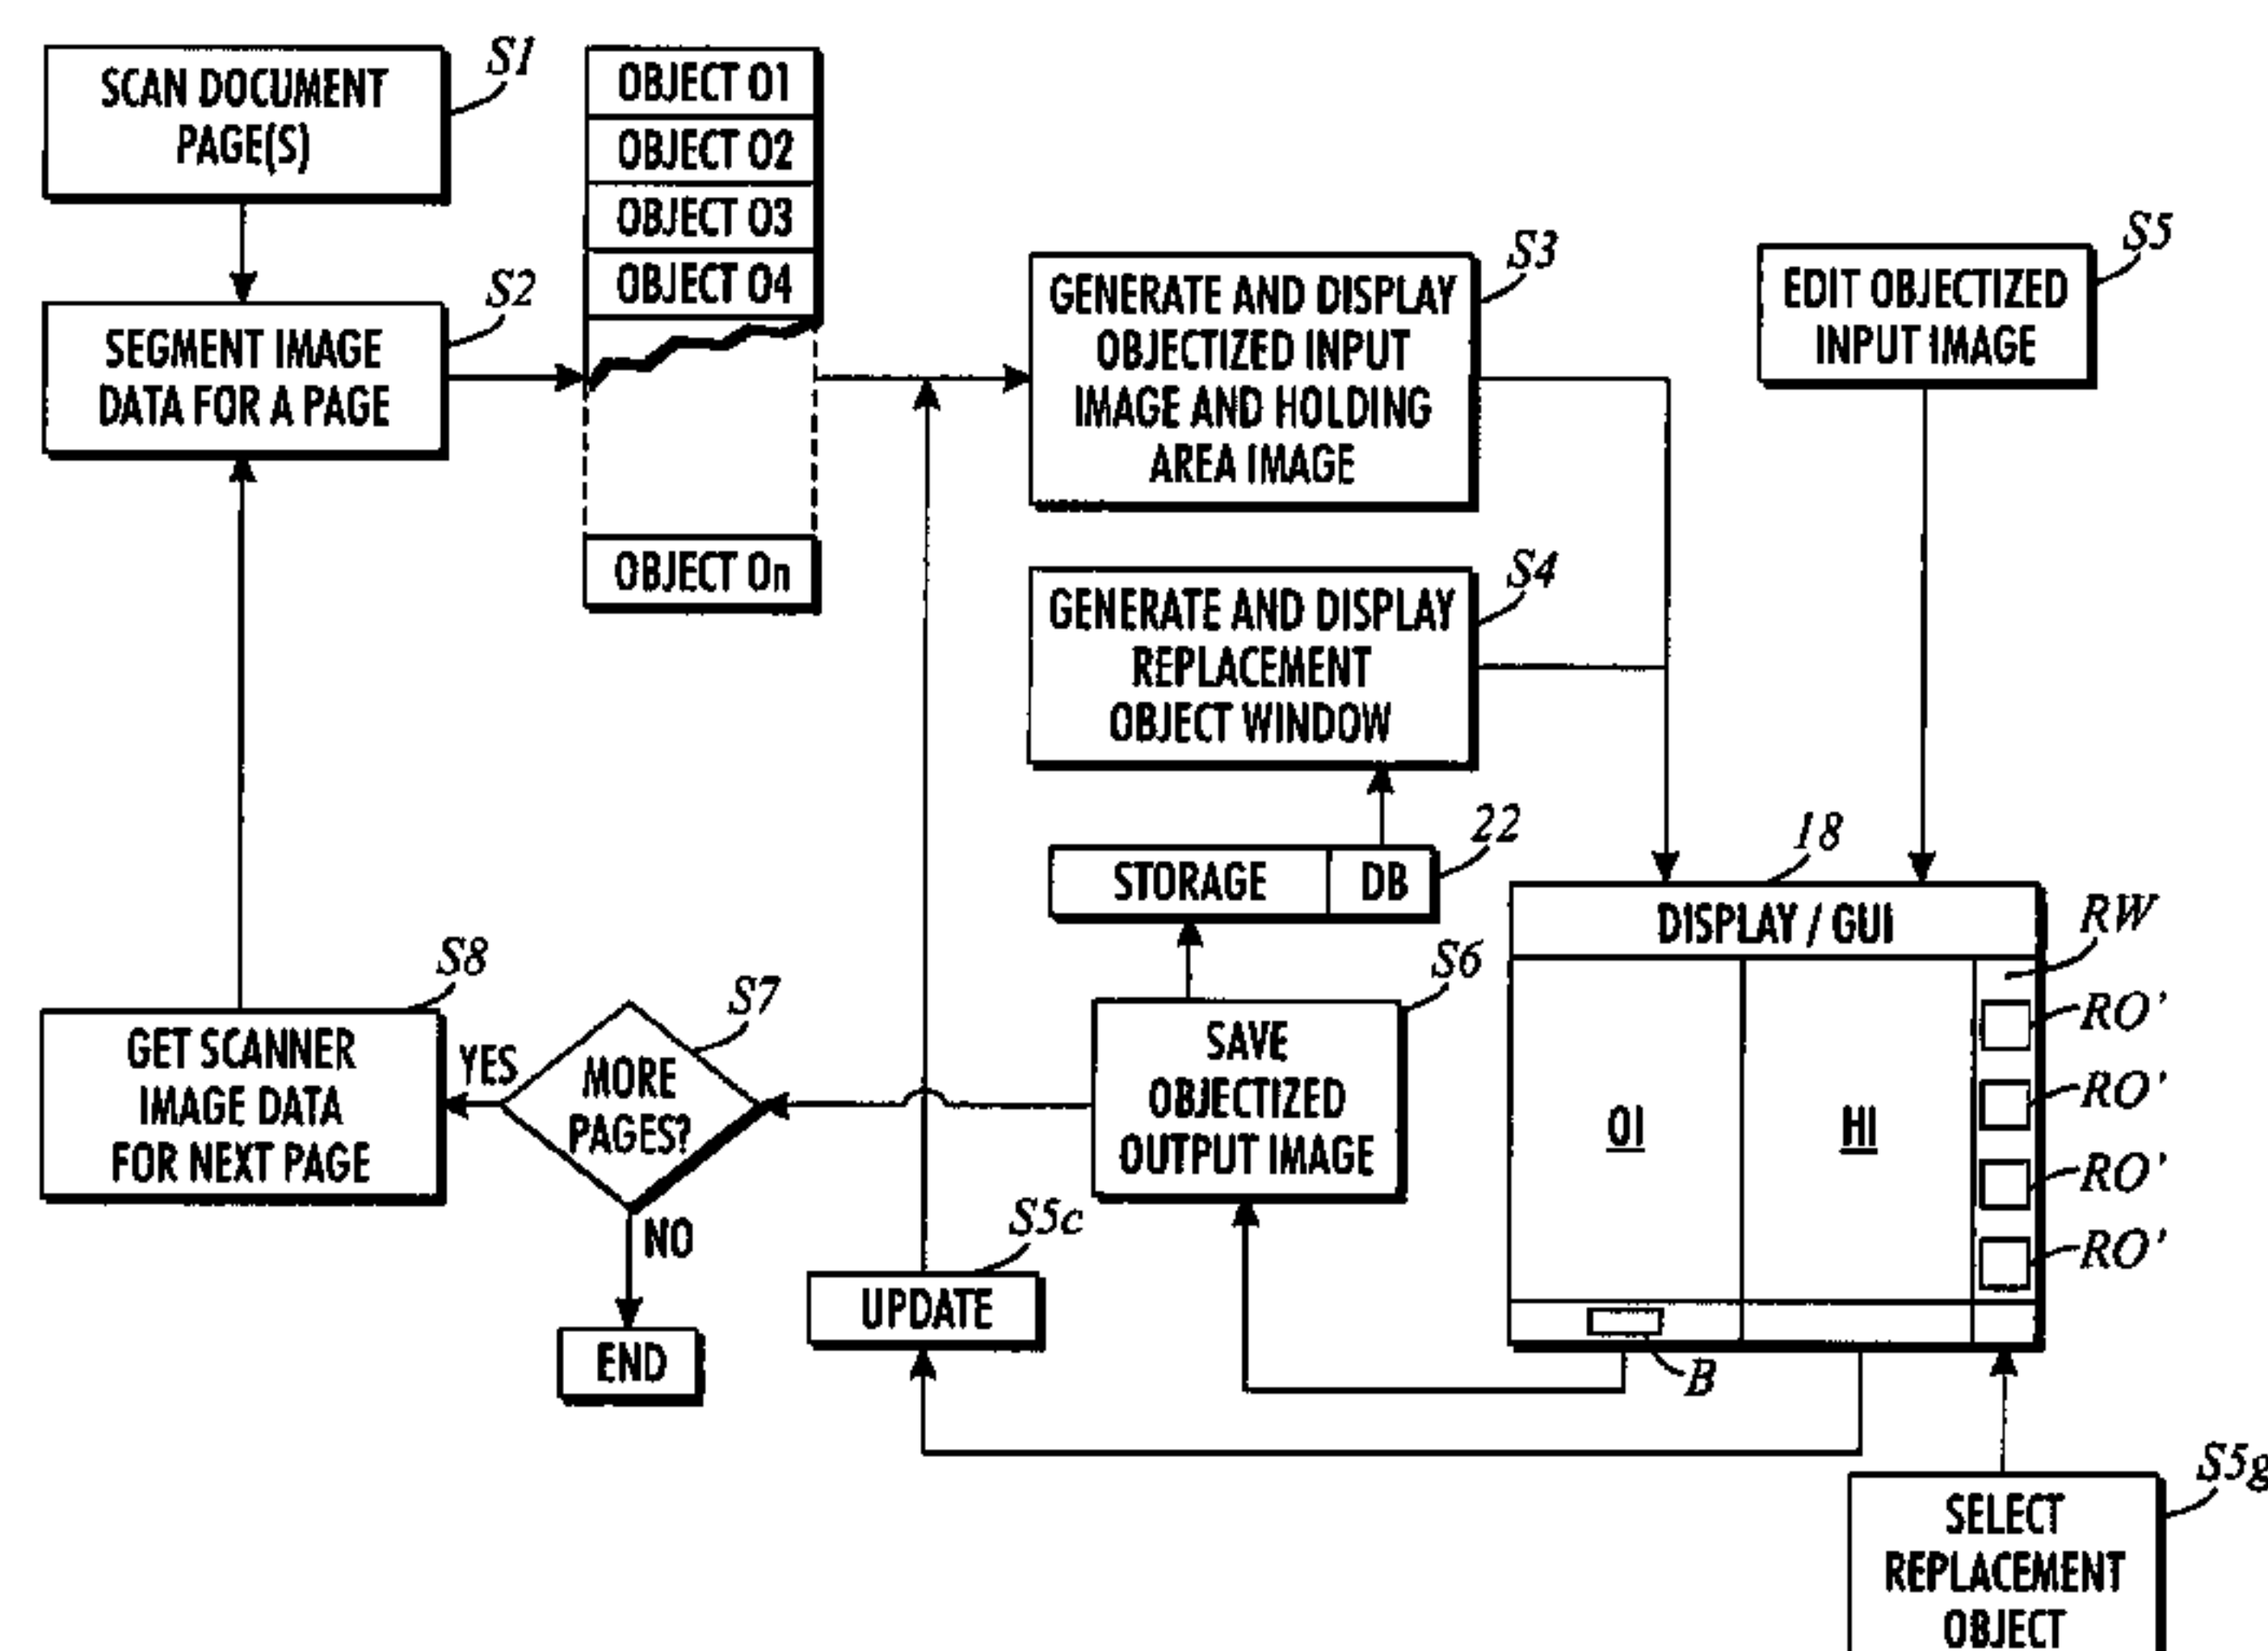 SCAN DOCUMENT
PAGE(S)
S1
SEGMENT IMAGE
DATA FOR A PAGE
S2
OBJECT O1
OBJECT O2
OBJECT O3
OBJECT O4
OBJECT On
GENERATE AND DISPLAY
OBJECTIZED INPUT
IMAGE AND HOLDING
AREA IMAGE
S3
GENERATE AND DISPLAY
REPLACEMENT
OBJECT WINDOW
S4
EDIT OBJECTIZED
INPUT IMAGE
S5
STORAGE
DB
22
DISPLAY / GUI
18
OI
HI
RW
RO'
RO'
RO'
RO'
B
SAVE
OBJECTIZED
OUTPUT IMAGE
S6
MORE
PAGES?
S7
YES
NO
END
GET SCANNER
IMAGE DATA
FOR NEXT PAGE
S8
UPDATE
S5c
SELECT
REPLACEMENT
OBJECT
S5g